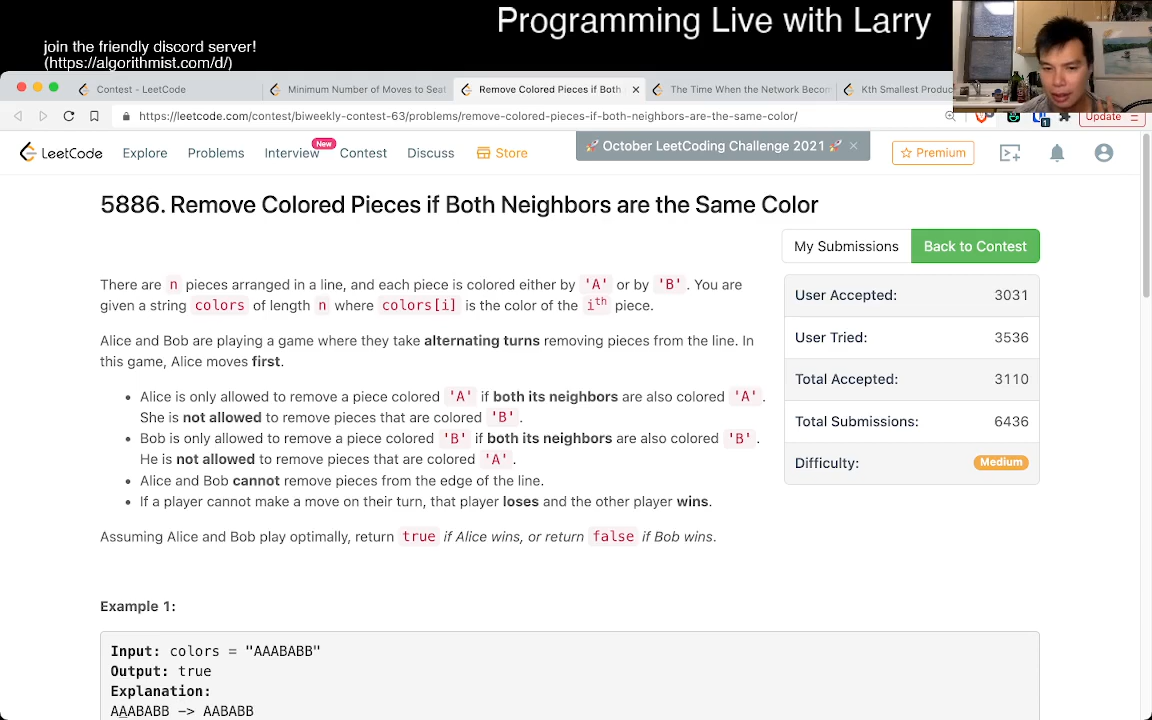 Programming Live with Larry
join the friendly discord server!
(https://algorithmist.com/d/)
Contest - LeetCode
Minimum Number of Moves to Seat
Remove Colored Pieces if Both
The Time When the Network Becom
Kth Smallest Produc
https://leetcode.com/contest/biweekly-contest-63/problems/remove-colored-pieces-if-both-neighbors-are-the-same-color/
1
Update
LeetCode
Explore
Problems
Interview
New
Contest
Discuss
Store
🚀 October LeetCoding Challenge 2021 🚀
Premium
5886. Remove Colored Pieces if Both Neighbors are the Same Color
My Submissions
Back to Contest
There are n pieces arranged in a line, and each piece is colored either by 'A' or by 'B'. You are
given a string colors of length n where colors[i] is the color of the ith piece.
Alice and Bob are playing a game where they take alternating turns removing pieces from the line. In
this game, Alice moves first.
• Alice is only allowed to remove a piece colored 'A' if both its neighbors are also colored 'A'.
She is not allowed to remove pieces that are colored 'B'.
• Bob is only allowed to remove a piece colored 'B' if both its neighbors are also colored 'B'.
He is not allowed to remove pieces that are colored 'A'.
• Alice and Bob cannot remove pieces from the edge of the line.
• If a player cannot make a move on their turn, that player loses and the other player wins.
Assuming Alice and Bob play optimally, return true if Alice wins, or return false if Bob wins.
User Accepted: 3031
User Tried: 3536
Total Accepted: 3110
Total Submissions: 6436
Difficulty: Medium
Example 1:
Input: colors = "AAABABB"
Output: true
Explanation:
AAABABB -> AABABB